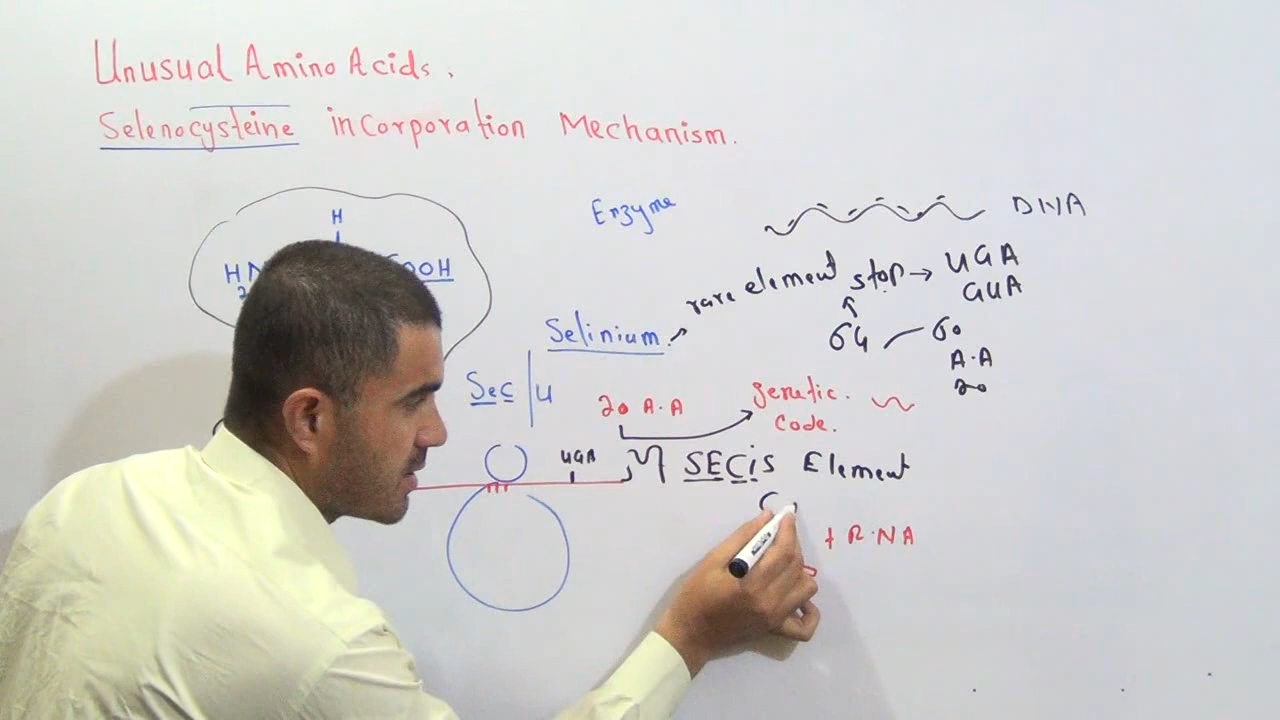 Unusual Amino Acids.
Selenocysteine incorporation Mechanism.
H
COOH
Enzyme
DNA
rare element stop → UGA
GUA
Selinium
64 60
A.A
20
Sec | U
20 A.A
genetic.
code.
UGA
SECiS Element
tRNA